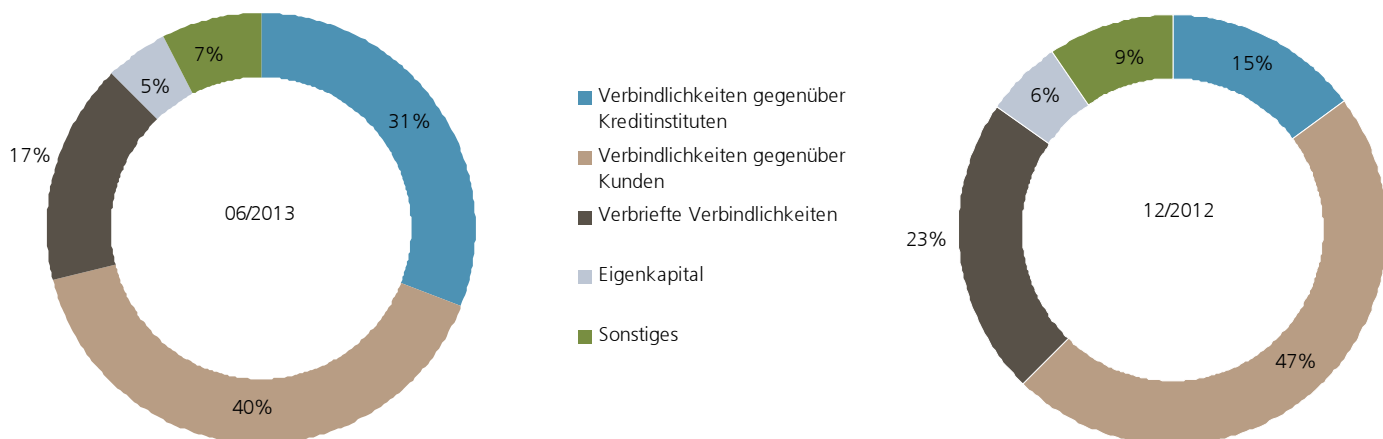 7%
5%
31%
17%
06/2013
40%
Verbindlichkeiten gegenüber
Kreditinstituten
Verbindlichkeiten gegenüber
Kunden
Verbriefte Verbindlichkeiten
Eigenkapital
Sonstiges
9%
15%
6%
12/2012
23%
47%